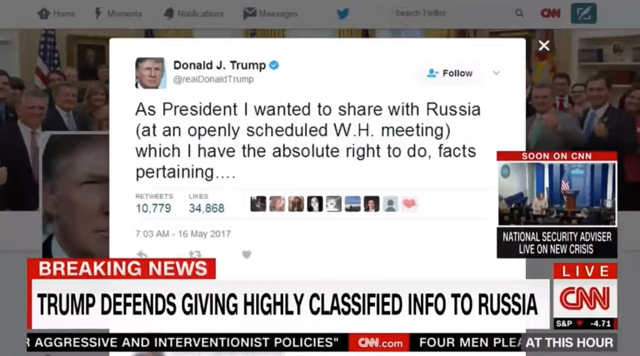 Home Moments Notifications Messages Search Twitter CNN
Donald J. Trump
@realDonaldTrump
Follow
As President I wanted to share with Russia
(at an openly scheduled W.H. meeting)
which I have the absolute right to do, facts
pertaining....
RETWEETS LIKES
10,779 34,868
7:03 AM - 16 May 2017
SOON ON CNN
NATIONAL SECURITY ADVISER
LIVE ON NEW CRISIS
BREAKING NEWS
LIVE
TRUMP DEFENDS GIVING HIGHLY CLASSIFIED INFO TO RUSSIA
CNN
S&P -4.71
AGGRESSIVE AND INTERVENTIONIST POLICIES" CNN.com FOUR MEN AT THIS HOUR